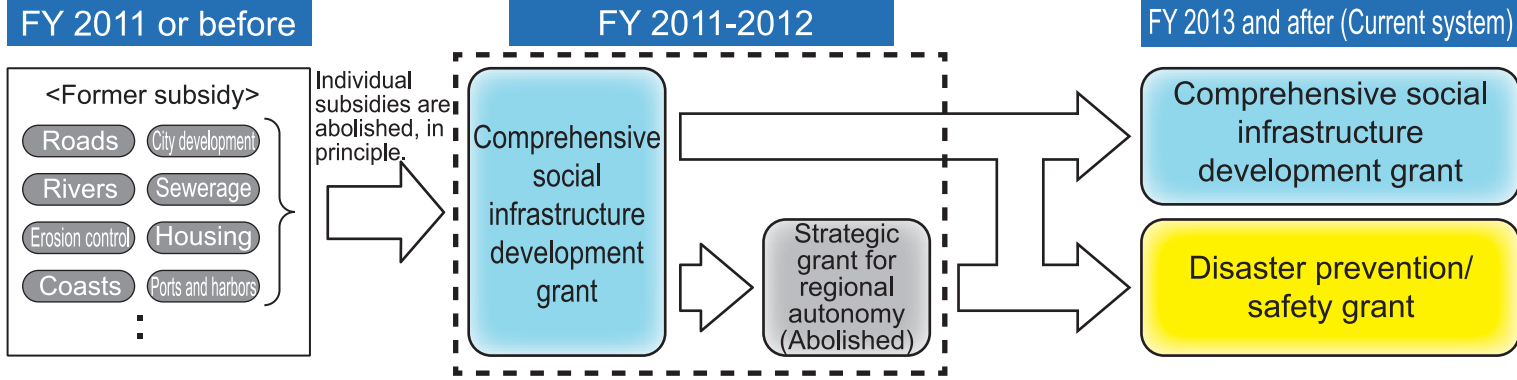 FY 2011 or before
FY 2011-2012
FY 2013 and after (Current system)
<Former subsidy>
Roads
City development
Rivers
Sewerage
Erosion control
Housing
Coasts
Ports and harbors
:
Individual
subsidies are
abolished, in
principle.
Comprehensive
social
infrastructure
development
grant
Strategic
grant for
regional
autonomy
(Abolished)
Comprehensive social
infrastructure
development grant
Disaster prevention/
safety grant